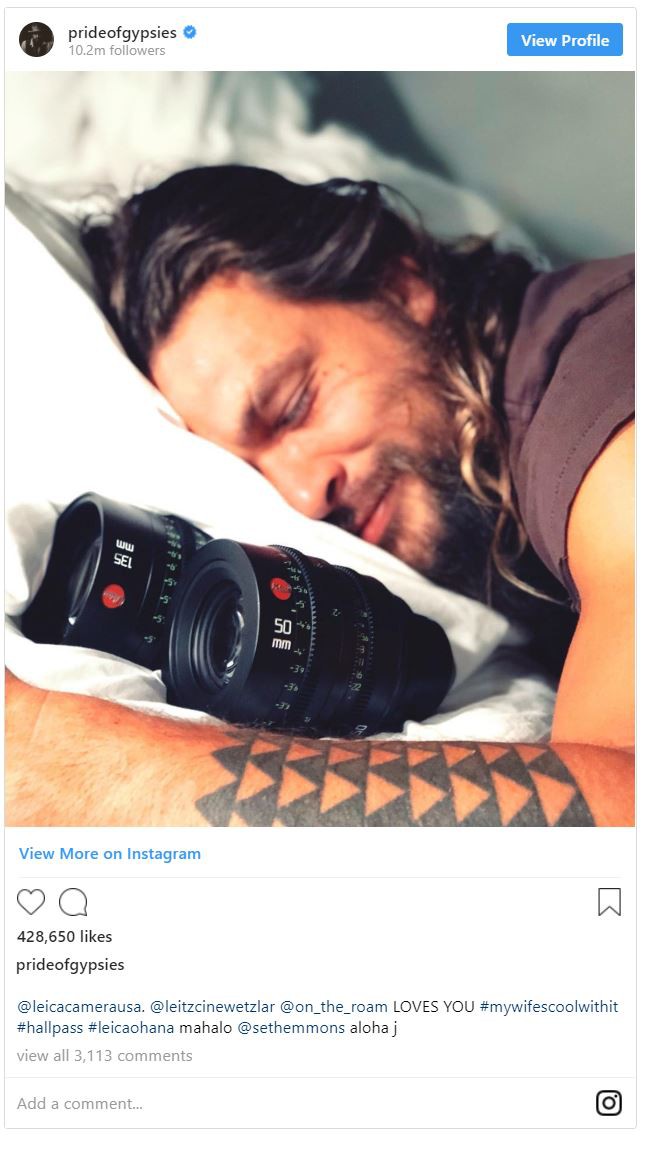 prideofgypsies
10.2m followers
View Profile
135
mm
50
mm
View More on Instagram
428,650 likes
prideofgypsies
@leicacamerausa. @leitzcinewetzlar @on_the_roam LOVES YOU #mywifescoolwithit
#hallpass #leicaohana mahalo @sethemmons aloha j
view all 3,113 comments
Add a comment...